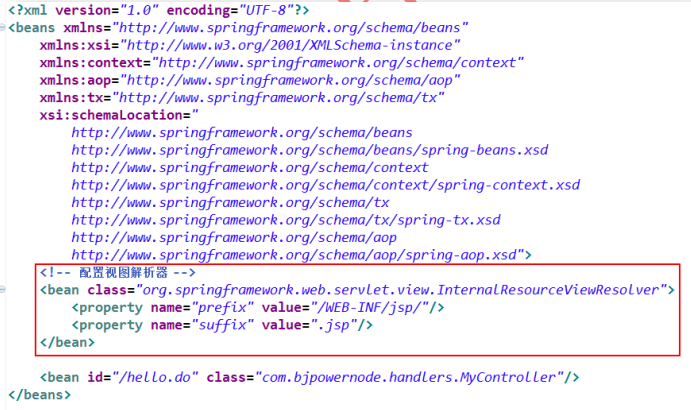 <?xml version="1.0" encoding="UTF-8"?>
<beans xmlns="http://www.springframework.org/schema/beans"
xmlns:xsi="http://www.w3.org/2001/XMLSchema-instance"
xmlns:context="http://www.springframework.org/schema/context"
xmlns:aop="http://www.springframework.org/schema/aop"
xmlns:tx="http://www.springframework.org/schema/tx"
xsi:schemaLocation="
http://www.springframework.org/schema/beans
http://www.springframework.org/schema/beans/spring-beans.xsd
http://www.springframework.org/schema/context
http://www.springframework.org/schema/context/spring-context.xsd
http://www.springframework.org/schema/tx
http://www.springframework.org/schema/tx/spring-tx.xsd
http://www.springframework.org/schema/aop
http://www.springframework.org/schema/aop/spring-aop.xsd">
<!-- 配置视图解析器 -->
<bean class="org.springframework.web.servlet.view.InternalResourceViewResolver">
<property name="prefix" value="/WEB-INF/jsp/"/>
<property name="suffix" value=".jsp"/>
</bean>
<bean id="/hello.do" class="com.bjpowernode.handlers.MyController"/>
</beans>